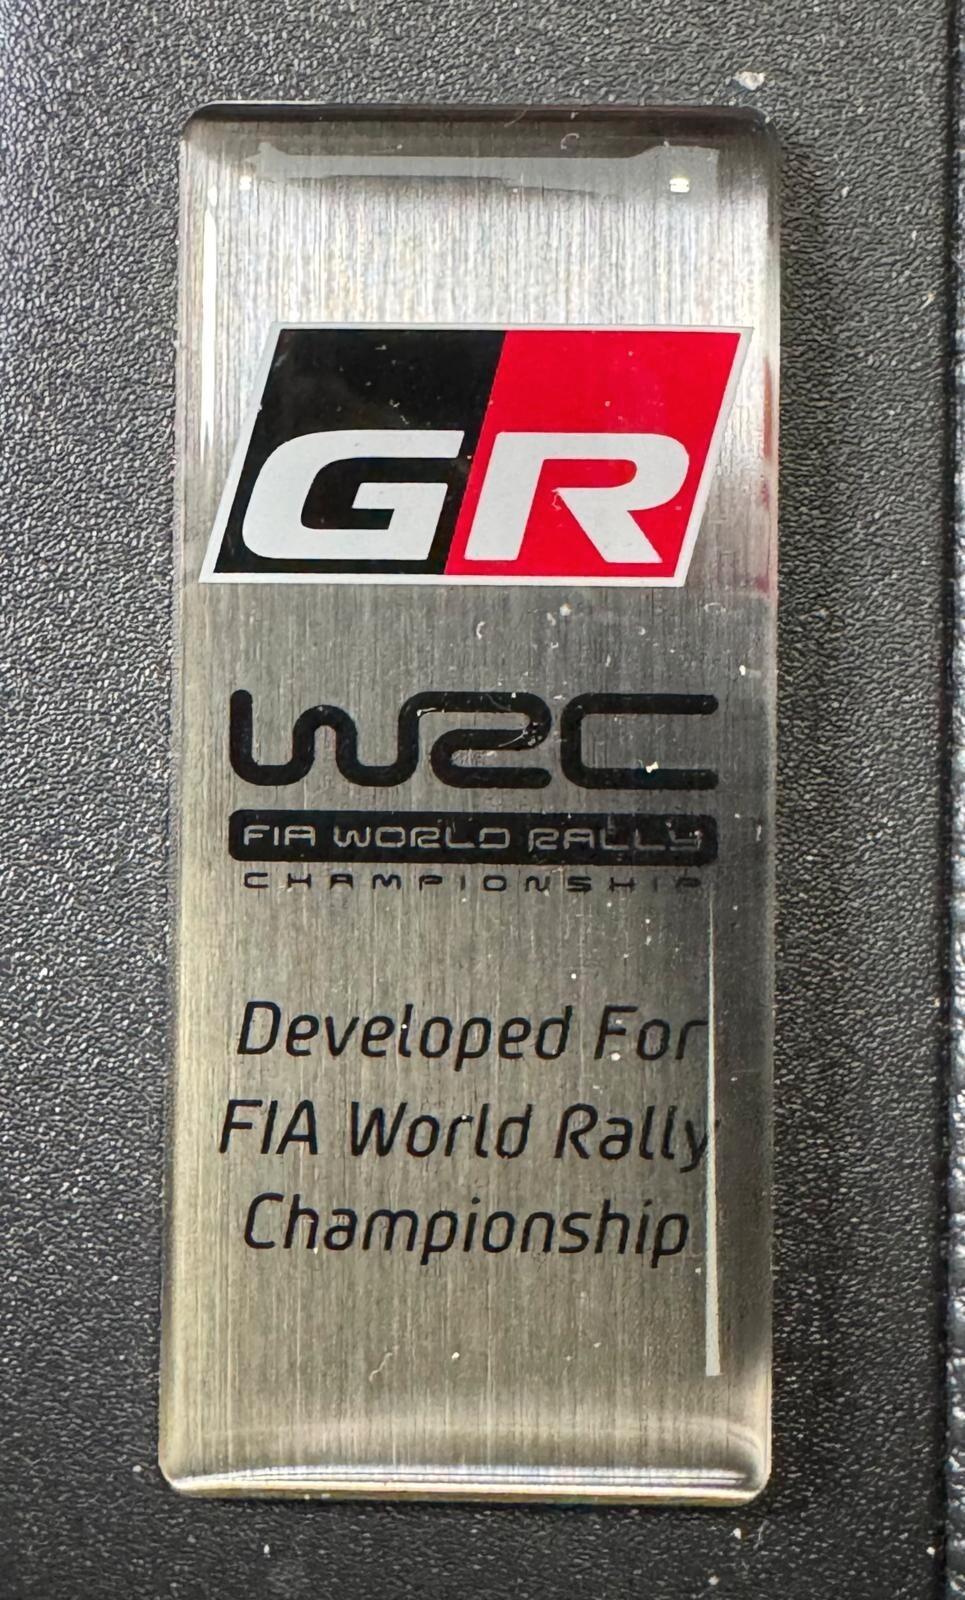 GR
WRC
FIA WORLD RALLY
CHAMPIONSHIP
Developed For
FIA World Rally
Championship